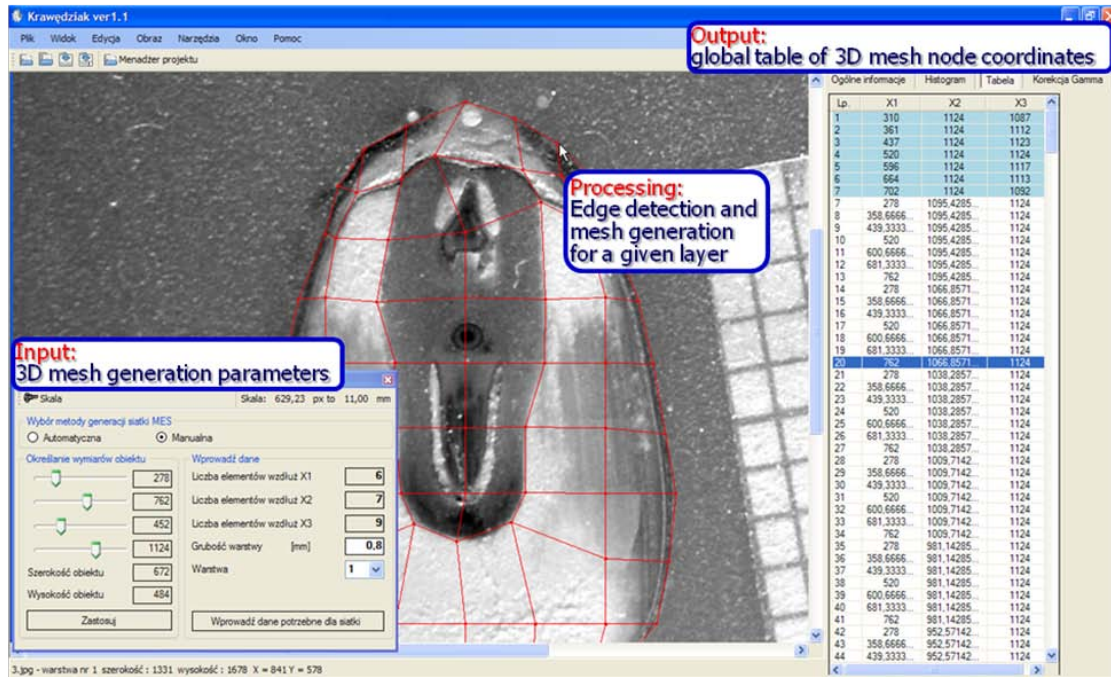 Krawędziak ver1.1
Plik Widok Edycja Obraz Narzędzia Okno Pomoc
Menadżer projektu
Output:
global table of 3D mesh node coordinates
Ogólne informacje Histogram Tabela Korekcja Gamma
Lp. X1 X2 X3
1 310 1124 1087
2 361 1124 1112
3 437 1124 1123
4 520 1124 1124
5 596 1124 1117
6 664 1124 1113
7 702 1124 1092
7 278 1095,4285... 1124
8 358,6666... 1095,4285... 1124
9 439,3333... 1095,4285... 1124
10 520 1095,4285... 1124
11 600,6666... 1095,4285... 1124
12 681,3333... 1095,4285... 1124
13 762 1095,4285... 1124
14 278 1066,8571... 1124
15 358,6666... 1066,8571... 1124
16 439,3333... 1066,8571... 1124
17 520 1066,8571... 1124
18 600,6666... 1066,8571... 1124
19 681,3333... 1066,8571... 1124
20 762 1066,8571... 1124
21 278 1038,2857... 1124
22 358,6666... 1038,2857... 1124
23 439,3333... 1038,2857... 1124
24 520 1038,2857... 1124
25 600,6666... 1038,2857... 1124
26 681,3333... 1038,2857... 1124
27 762 1038,2857... 1124
28 278 1009,7142... 1124
29 358,6666... 1009,7142... 1124
30 439,3333... 1009,7142... 1124
31 520 1009,7142... 1124
32 600,6666... 1009,7142... 1124
33 681,3333... 1009,7142... 1124
34 762 1009,7142... 1124
35 278 981,14285... 1124
36 358,6666... 981,14285... 1124
37 439,3333... 981,14285... 1124
38 520 981,14285... 1124
39 600,6666... 981,14285... 1124
40 681,3333... 981,14285... 1124
41 762 981,14285... 1124
42 278 952,57142... 1124
43 358,6666... 952,57142... 1124
44 439,3333... 952,57142... 1124
Processing:
Edge detection and
mesh generation
for a given layer
Input:
3D mesh generation parameters
Skala Skala: 629,23 px to 11,00 mm
Wybór metody generacji siatki MES
Automatyczna Manualna
Określanie wymiarów obiektu
278
762
452
1124
Szerokość obiektu 672
Wysokość obiektu 484
Zastosuj
Wprowadź dane
Liczba elementów wzdłuż X1 6
Liczba elementów wzdłuż X2 7
Liczba elementów wzdłuż X3 9
Grubość warstwy [mm] 0,8
Warstwa 1
Wprowadź dane potrzebne dla siatki
3.jpg - warstwa nr 1 szerokość : 1331 wysokość : 1678 X = 841 Y = 578